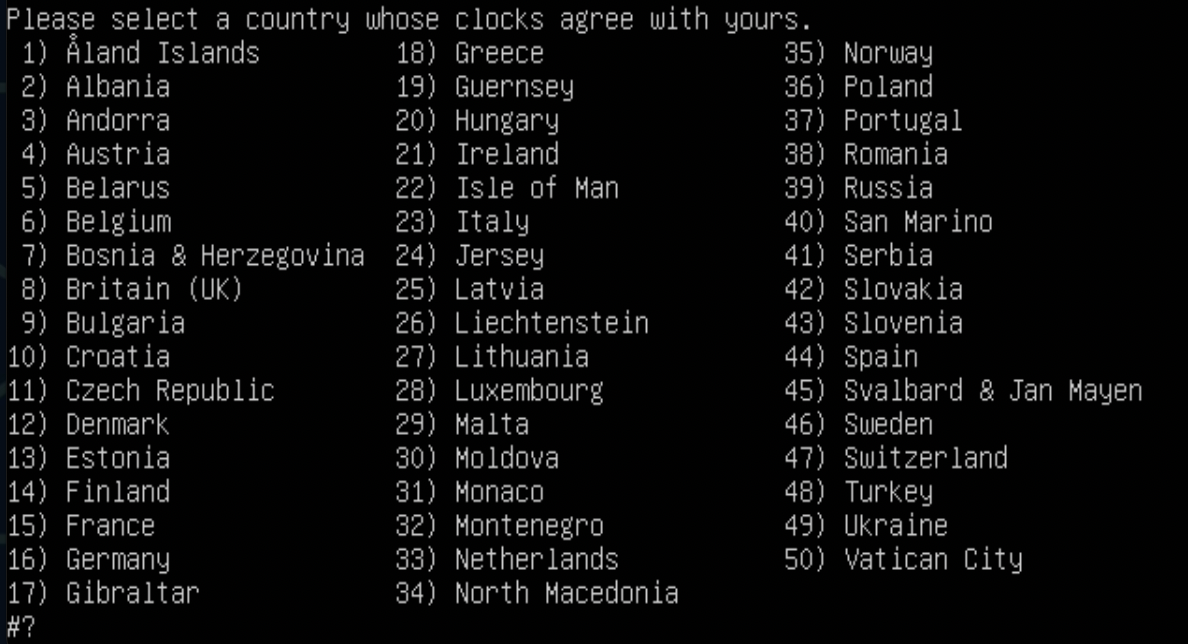 Please select a country whose clocks agree with yours.
 1) Åland Islands         18) Greece                35) Norway
 2) Albania               19) Guernsey              36) Poland
 3) Andorra               20) Hungary               37) Portugal
 4) Austria               21) Ireland               38) Romania
 5) Belarus               22) Isle of Man           39) Russia
 6) Belgium               23) Italy                 40) San Marino
 7) Bosnia & Herzegovina  24) Jersey                41) Serbia
 8) Britain (UK)          25) Latvia                42) Slovakia
 9) Bulgaria              26) Liechtenstein         43) Slovenia
10) Croatia               27) Lithuania             44) Spain
11) Czech Republic        28) Luxembourg            45) Svalbard & Jan Mayen
12) Denmark               29) Malta                 46) Sweden
13) Estonia               30) Moldova               47) Switzerland
14) Finland               31) Monaco                48) Turkey
15) France                32) Montenegro            49) Ukraine
16) Germany               33) Netherlands           50) Vatican City
17) Gibraltar             34) North Macedonia
#?